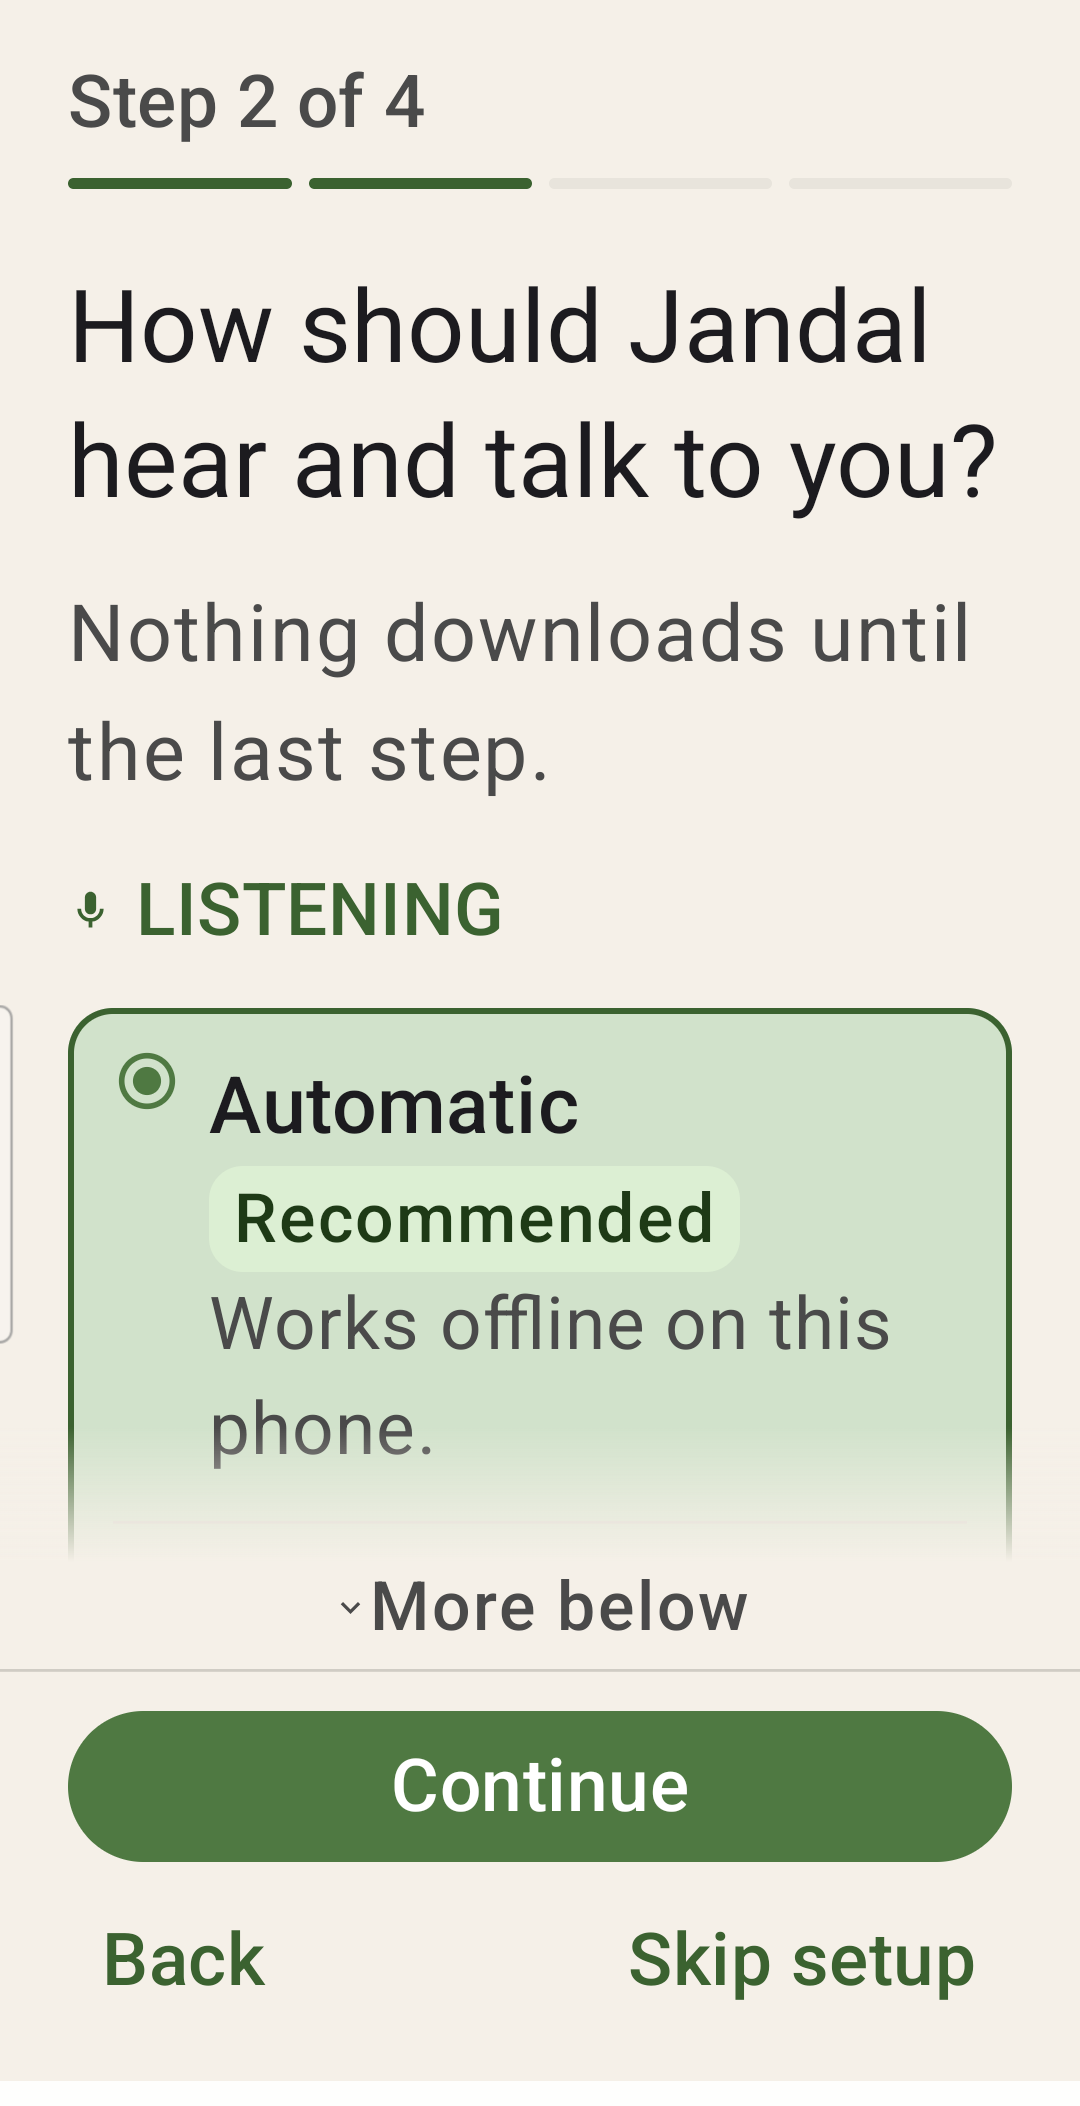 Step 2 of 4
How should Jandal
hear and talk to you?
Nothing downloads until
the last step.
LISTENING
Automatic
Recommended
Works offline on this
phone.
More below
Continue
Back
Skip setup